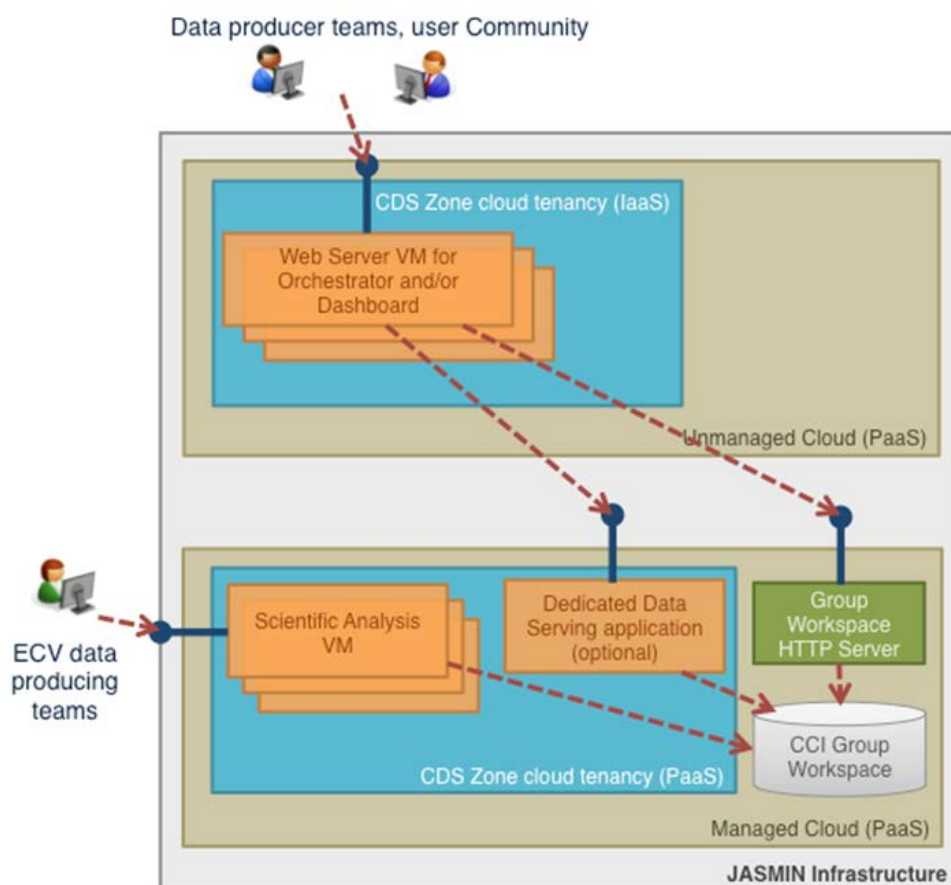 Data producer teams, user Community
CDS Zone cloud tenancy (IaaS)
Web Server VM for
Orchestrator and/or
Dashboard
Unmanaged Cloud (PaaS)
ECV data
producing
teams
Scientific Analysis
VM
Dedicated Data
Serving application
(optional)
Group
Workspace
HTTP Server
CCI Group
Workspace
CDS Zone cloud tenancy (PaaS)
Managed Cloud (PaaS)
JASMIN Infrastructure